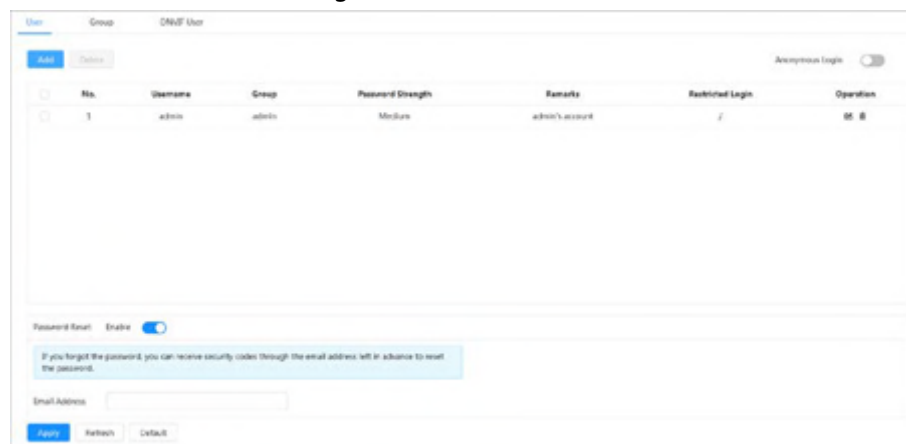 User Group ONVIF User
Add Delete Anonymous Login
No. Username Group Password Strength Remarks Restricted Login Operation
1 admin admin Medium admin's account /
Password Reset Enable
If you forgot the password, you can receive security codes through the email address left in advance to reset
the password.
Email Address
Apply Refresh Default